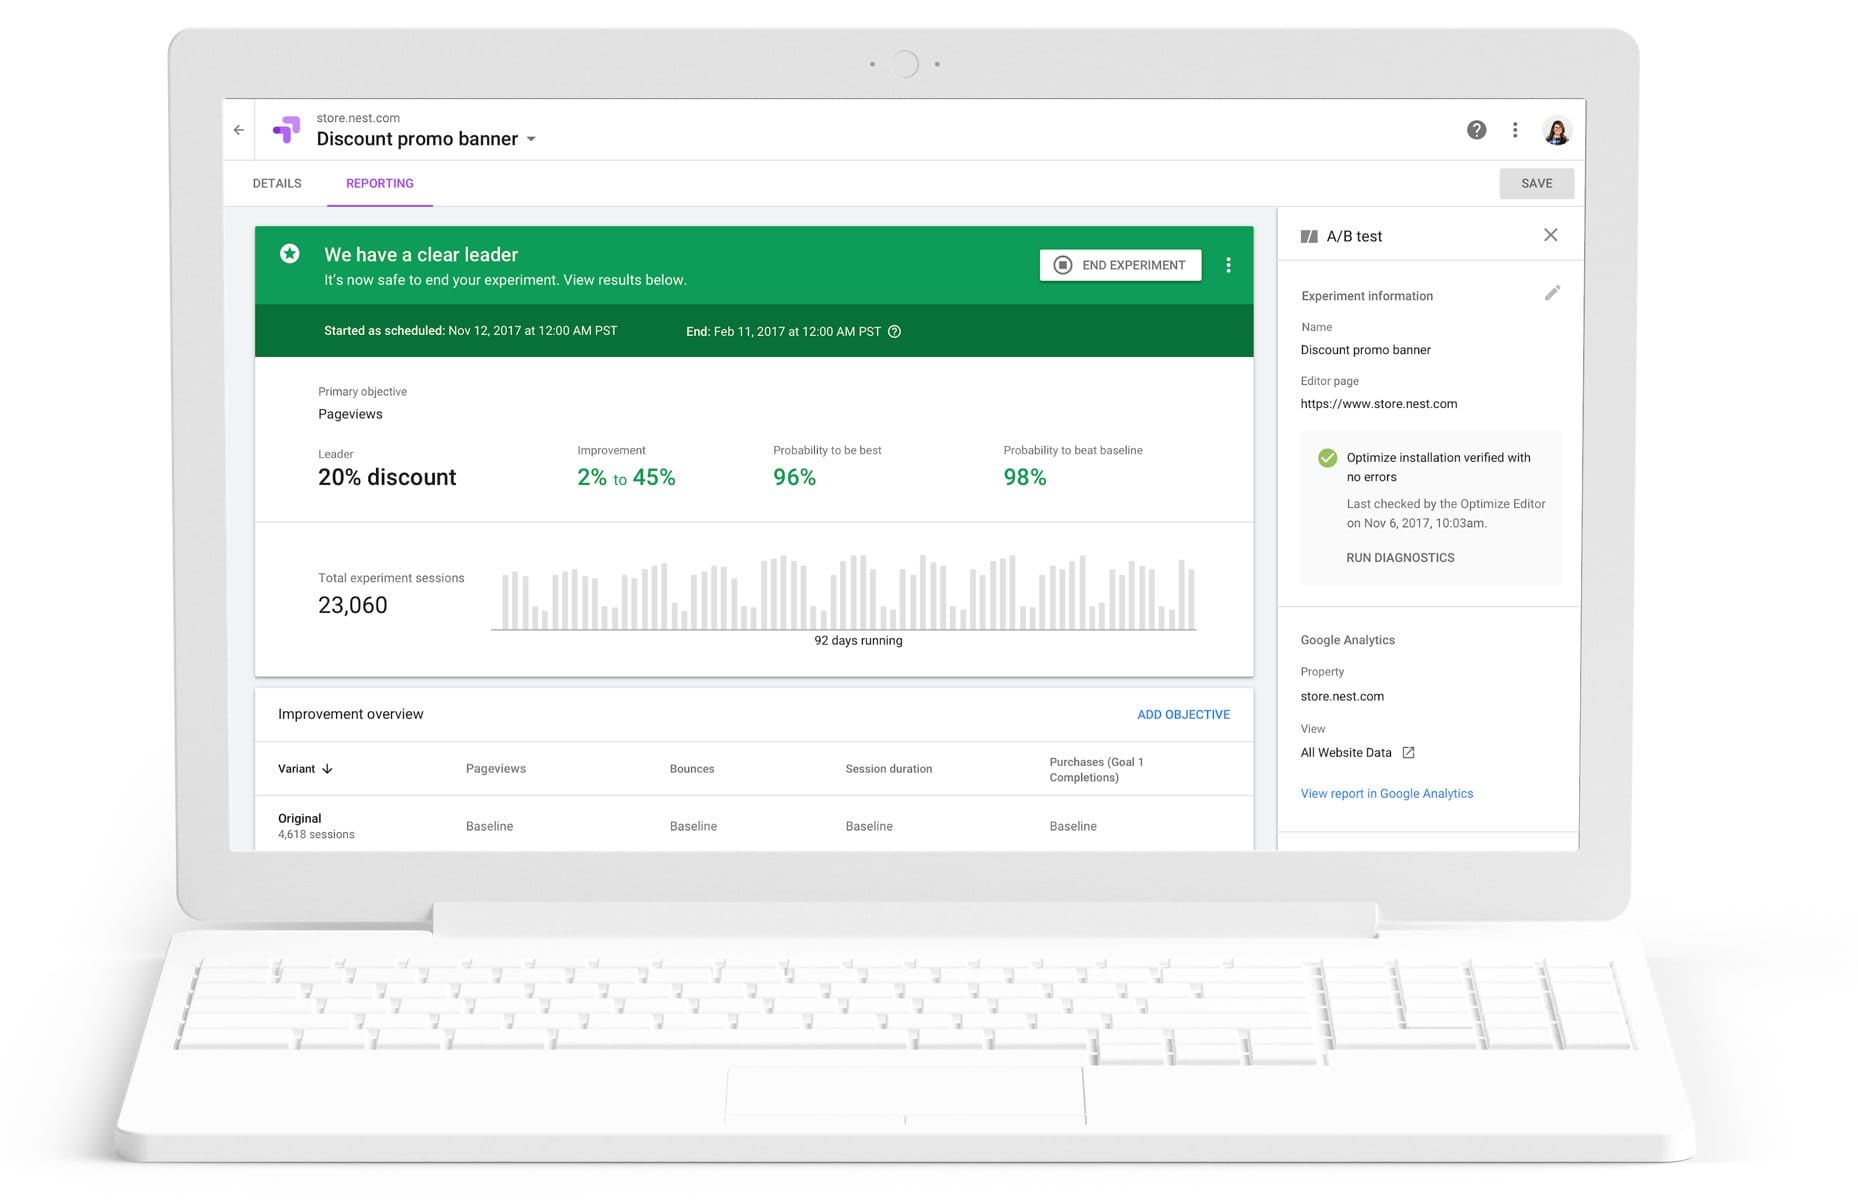 store.nest.com
Discount promo banner
DETAILS
REPORTING
SAVE
We have a clear leader
It's now safe to end your experiment. View results below.
END EXPERIMENT
Started as scheduled: Nov 12, 2017 at 12:00 AM PST
End: Feb 11, 2017 at 12:00 AM PST
Primary objective
Pageviews
Leader
20% discount
Improvement
2% to 45%
Probability to be best
96%
Probability to beat baseline
98%
Total experiment sessions
23,060
92 days running
Improvement overview
ADD OBJECTIVE
Variant
Pageviews
Bounces
Session duration
Purchases (Goal 1
Completions)
Original
4,618 sessions
Baseline
Baseline
Baseline
Baseline
A/B test
Experiment information
Name
Discount promo banner
Editor page
https://www.store.nest.com
Optimize installation verified with
no errors
Last checked by the Optimize Editor
on Nov 6, 2017, 10:03am.
RUN DIAGNOSTICS
Google Analytics
Property
store.nest.com
View
All Website Data
View report in Google Analytics